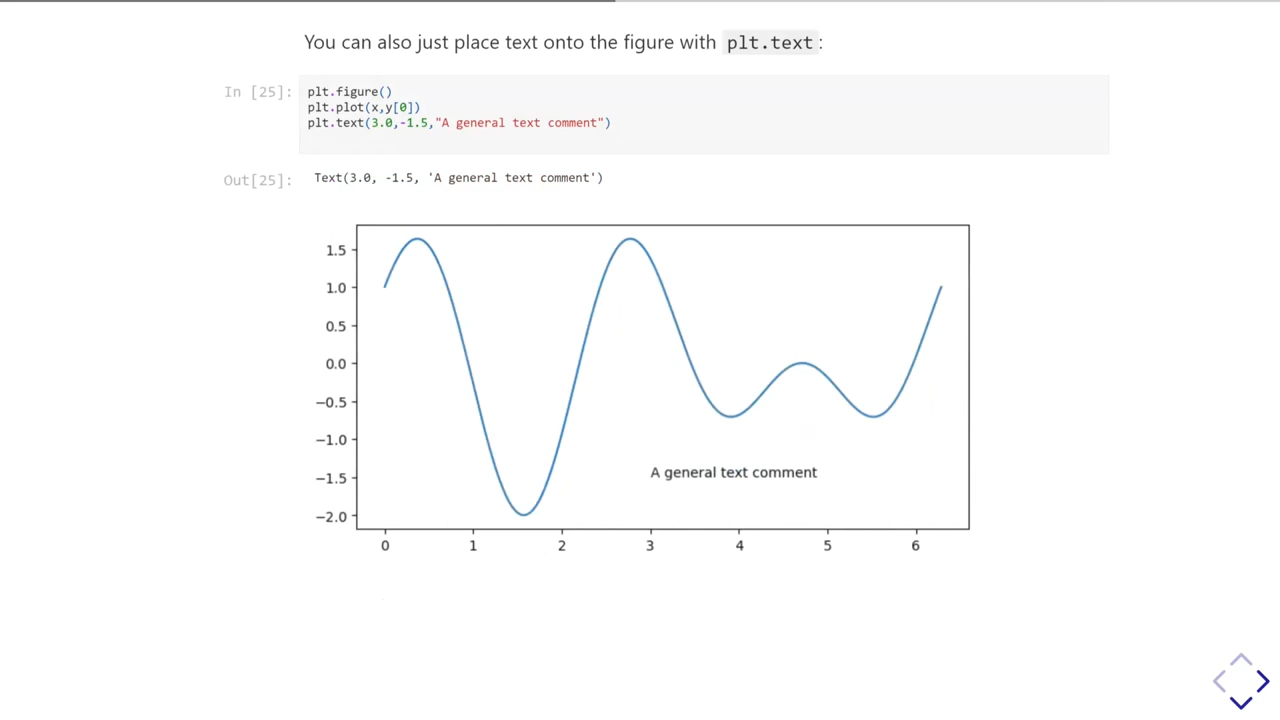 You can also just place text onto the figure with plt.text:
In [25]:
plt.figure()
plt.plot(x,y[0])
plt.text(3.0,-1.5,"A general text comment")
Out[25]:
Text(3.0, -1.5, 'A general text comment')
1.5
1.0
0.5
0.0
−0.5
−1.0
−1.5
−2.0
A general text comment
0 1 2 3 4 5 6